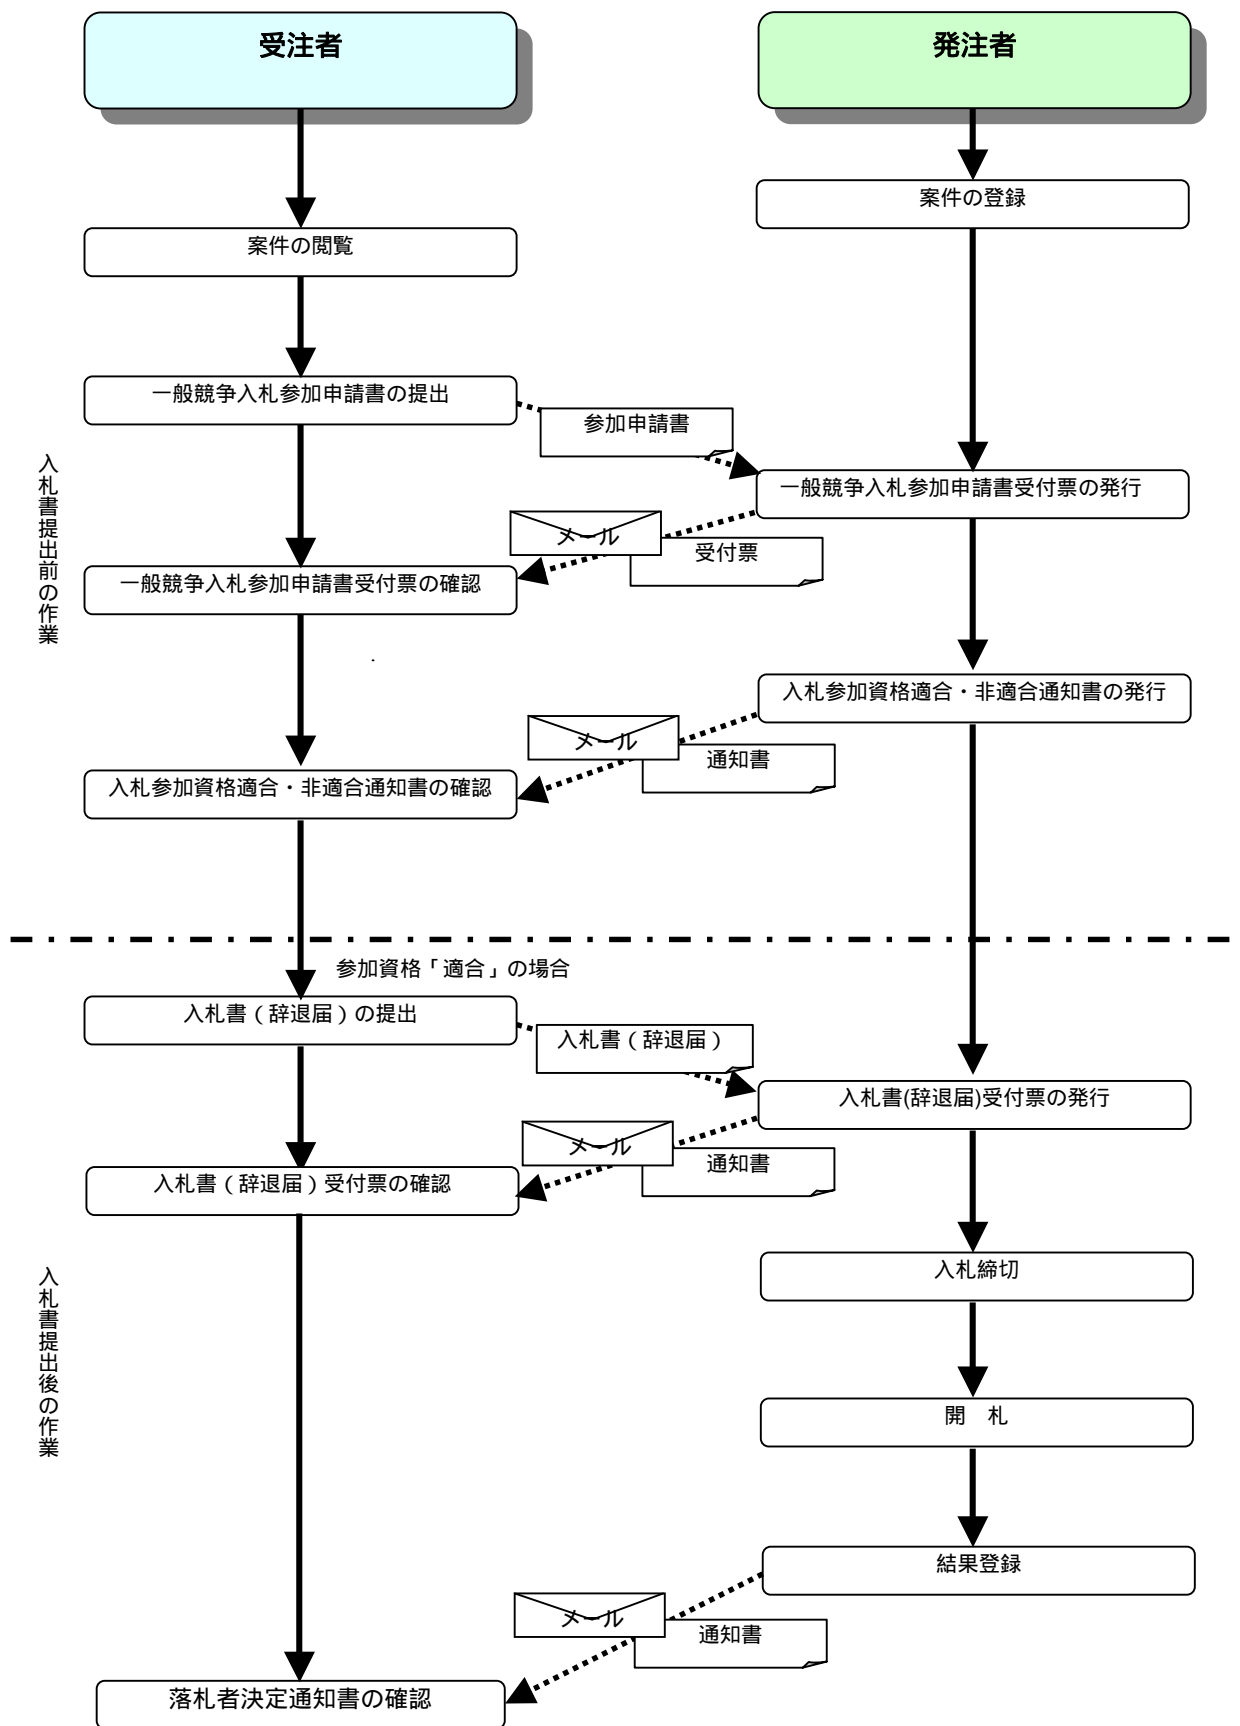 受注者
発注者
案件の登録
案件の閲覧
一般競争入札参加申請書の提出
参加申請書
一般競争入札参加申請書受付票の発行
メール
受付票
一般競争入札参加申請書受付票の確認
入札書提出前の作業
入札参加資格適合・非適合通知書の発行
メール
通知書
入札参加資格適合・非適合通知書の確認
参加資格「適合」の場合
入札書（辞退届）の提出
入札書（辞退届）
入札書(辞退届)受付票の発行
メール
通知書
入札書（辞退届）受付票の確認
入札締切
入札書提出後の作業
開　札
結果登録
メール
通知書
落札者決定通知書の確認